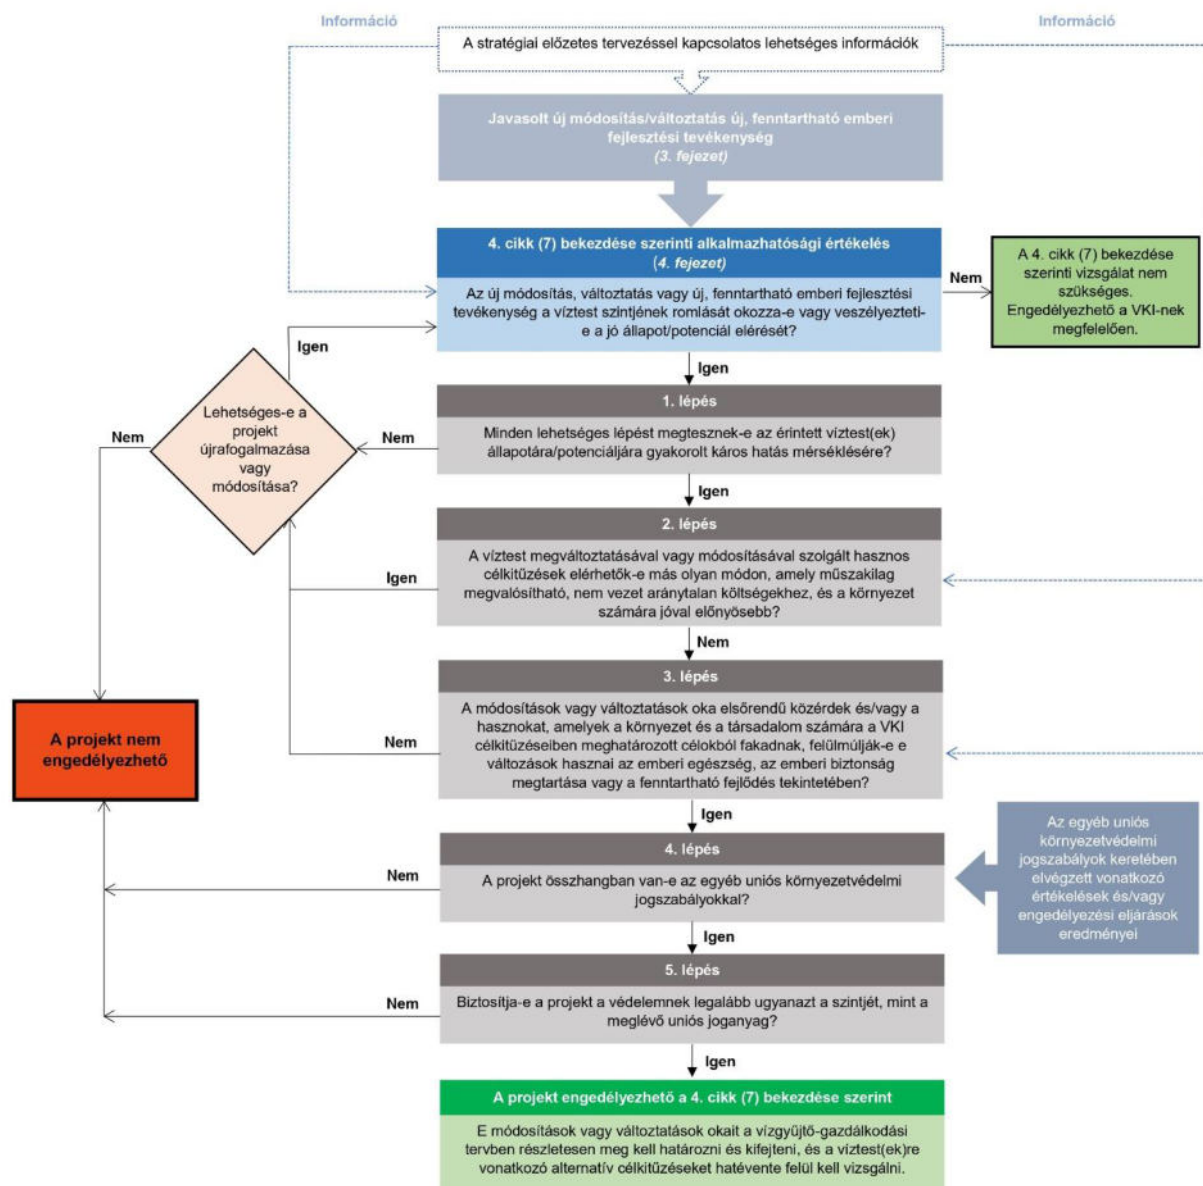 Információ
Információ
A stratégiai előzetes tervezéssel kapcsolatos lehetséges információk
Javasolt új módosítás/változtatás új, fenntartható emberi
fejlesztési tevékenység
(3. fejezet)
4. cikk (7) bekezdése szerinti alkalmazhatósági értékelés
(4. fejezet)
Az új módosítás, változtatás vagy új, fenntartható emberi fejlesztési
tevékenység a víztest szintjének romlását okozza-e vagy veszélyezteti-
e a jó állapot/potenciál elérését?
Nem
A 4. cikk (7) bekezdése
szerinti vizsgálat nem
szükséges.
Engedélyezhető a VKI-nek
megfelelően.
Igen
Igen
1. lépés
Minden lehetséges lépést megtesznek-e az érintett víztest(ek)
állapotára/potenciáljára gyakorolt káros hatás mérséklésére?
Nem
Lehetséges-e a
projekt
újrafogalmazása
vagy
módosítása?
Nem
Igen
2. lépés
A víztest megváltoztatásával vagy módosításával szolgált hasznos
célkitűzések elérhetők-e más olyan módon, amely műszakilag
megvalósítható, nem vezet aránytalan költségekhez, és a környezet
számára jóval előnyösebb?
Igen
Nem
3. lépés
A módosítások vagy változtatások oka elsőrendű közérdek és/vagy a
hasznokat, amelyek a környezet és a társadalom számára a VKI
célkitűzéseiben meghatározott célokból fakadnak, felülmúlják-e e
változások hasznai az emberi egészség, az emberi biztonság
megtartása vagy a fenntartható fejlődés tekintetében?
Nem
A projekt nem
engedélyezhető
Igen
4. lépés
A projekt összhangban van-e az egyéb uniós környezetvédelmi
jogszabályokkal?
Nem
Az egyéb uniós
környezetvédelmi
jogszabályok keretében
elvégzett vonatkozó
értékelések és/vagy
engedélyezési eljárások
eredményei
Igen
5. lépés
Biztosítja-e a projekt a védelemnek legalább ugyanazt a szintjét, mint a
meglévő uniós joganyag?
Nem
Igen
A projekt engedélyezhető a 4. cikk (7) bekezdése szerint
E módosítások vagy változtatások okait a vízgyűjtő-gazdálkodási
tervben részletesen meg kell határozni és kifejteni, és a víztest(ek)re
vonatkozó alternatív célkitűzéseket hatévente felül kell vizsgálni.